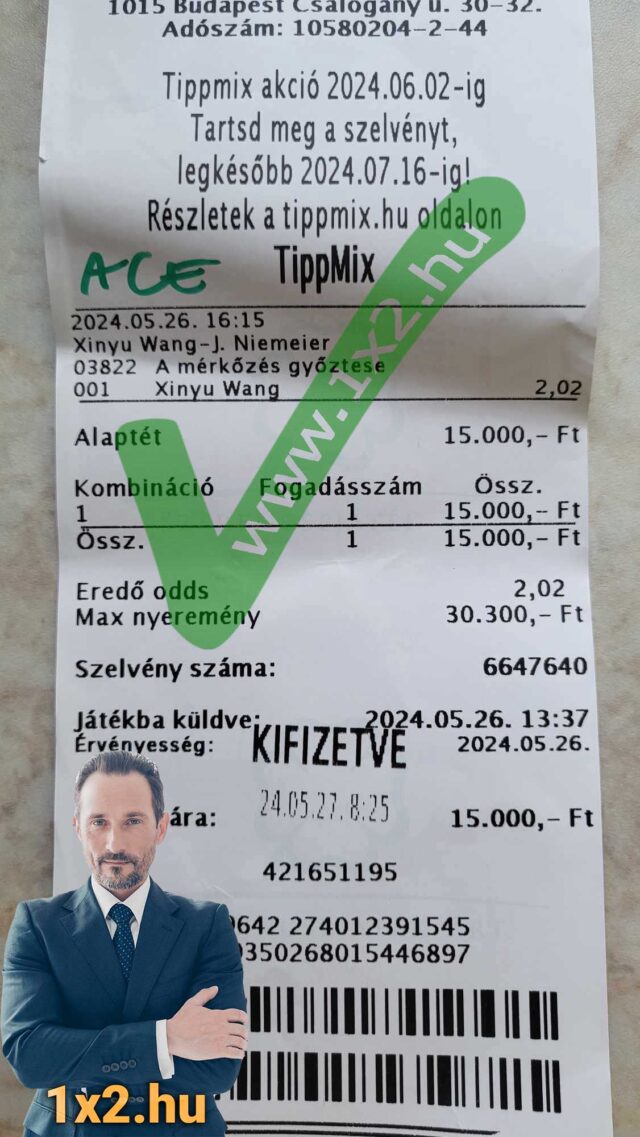 1015 Budapest Csalogány u. 30-32.
Adószám: 10580204-2-44
Tippmix akció 2024.06.02-ig
Tartsd meg a szelvényt,
legkésőbb 2024.07.16-ig!
Részletek a tippmix.hu oldalon
ACE TippMix
2024.05.26. 16:15
Xinyu Wang-J. Niemeier
03822 A mérkőzés győztese
001 Xinyu Wang 2,02
www.1x2.hu
Alaptét 15.000,- Ft
Kombináció Fogadásszám Össz.
1 1 15.000,- Ft
Össz. 1 15.000,- Ft
Eredő odds 2,02
Max nyeremény 30.300,- Ft
Szelvény száma: 6647640
Játékba küldve: 2024.05.26. 13:37
Érvényesség: 2024.05.26.
KIFIZETVE
24.05.27. 8:25
ára: 15.000,- Ft
421651195
0642 274012391545
0350268015446897
1x2.hu